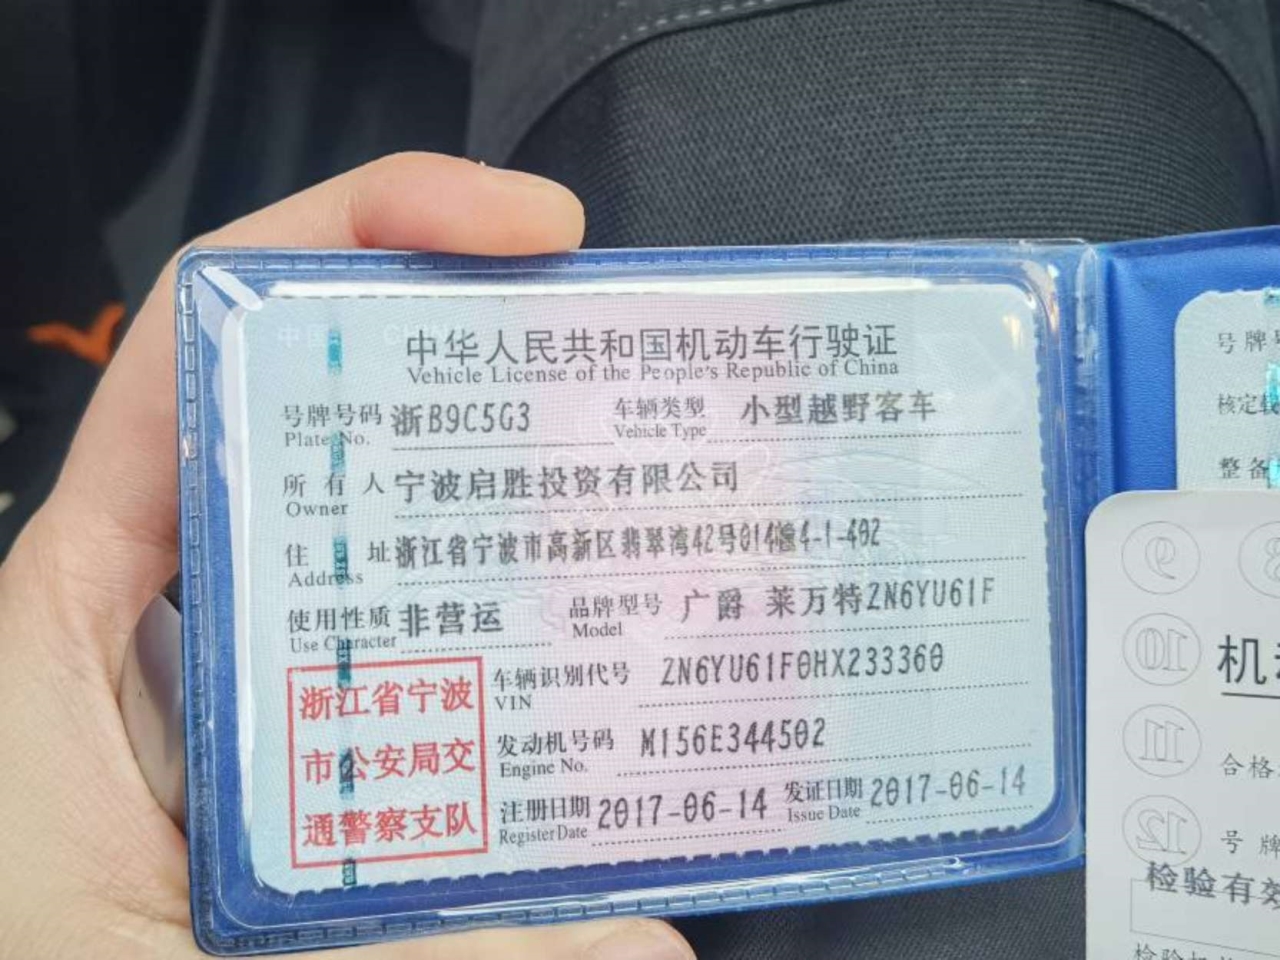 中华人民共和国机动车行驶证
Vehicle License of the People's Republic of China
号牌号码 浙B9C5G3 车辆类型 小型越野客车
Plate No. Vehicle Type
所有人 宁波启胜投资有限公司
Owner
住址 浙江省宁波市高新区翡翠湾42号014幢4-1-402
Address
使用性质 非营运 品牌型号 广爵 莱万特ZN6YU61F
Use Character Model
浙江省宁波
市公安局交
通警察支队
车辆识别代号 ZN6YU61F0HX233360
VIN
发动机号码 M156E344502
Engine No.
注册日期 2017-06-14 发证日期 2017-06-14
Register Date Issue Date
号牌
核定
整备
9
10
机
11
合格
12
号牌
检验有效